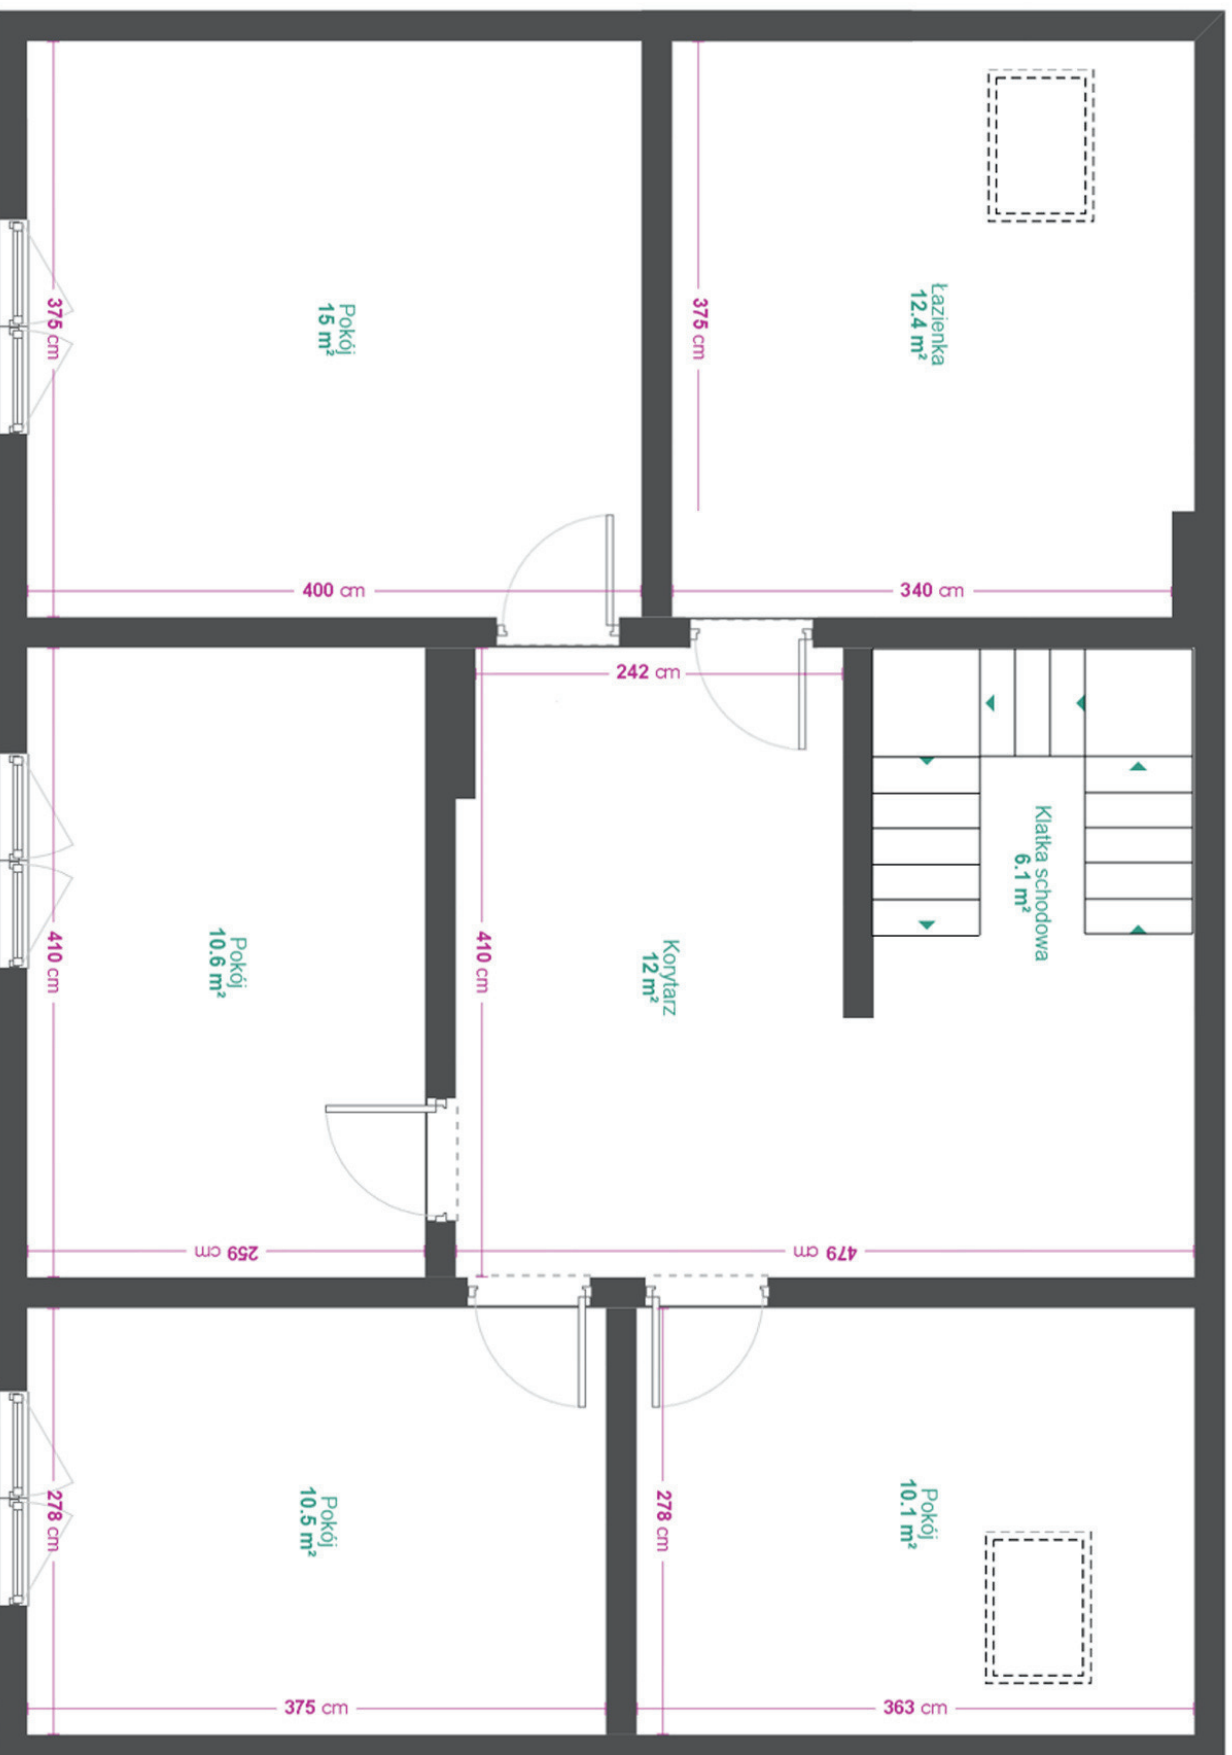 375 cm
Pokój
15 m²
400 cm
375 cm
Łazienka
12.4 m²
340 cm
242 cm
Klatka schodowa
6.1 m²
410 cm
Pokój
10.6 m²
410 cm
Korytarz
12 m²
259 cm
479 cm
278 cm
Pokój
10.5 m²
278 cm
Pokój
10.1 m²
375 cm
363 cm